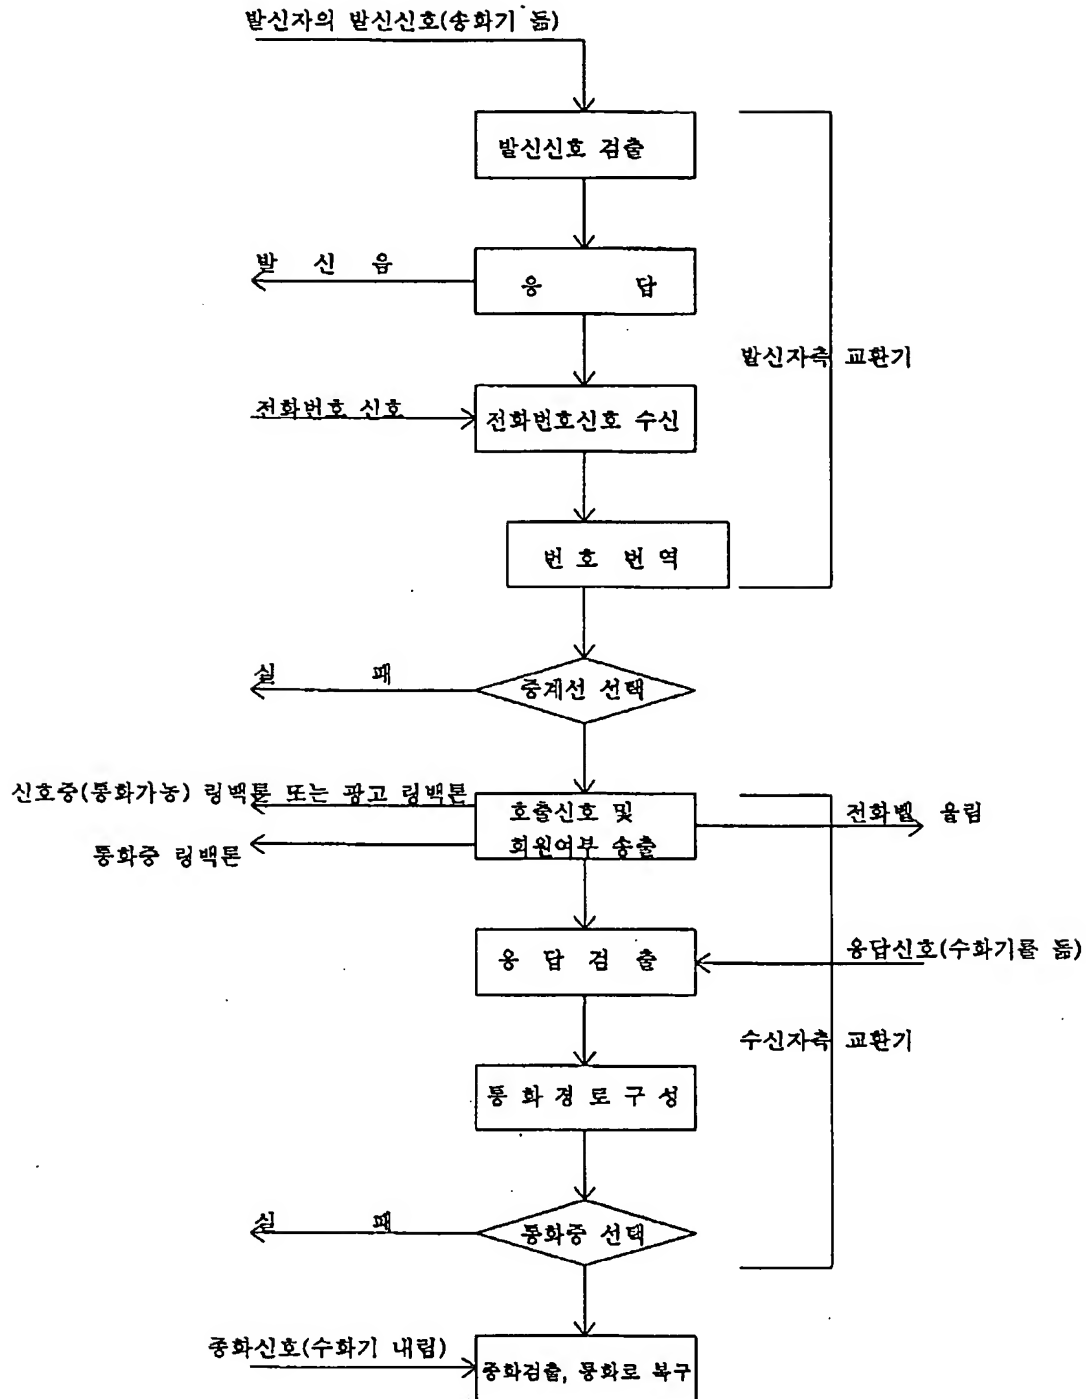 발신자의 발신신호(송화기 듦)
발신신호 검출
발 신 음
응 답
발신자측 교환기
전화번호 신호
전화번호신호 수신
번 호 번 역
실 패
중계선 선택
신호중(통화가능) 링백톤 또는 광고 링백톤
호출신호 및
회원여부 송출
전화벨 울림
통화중 링백톤
응답신호(수화기를 듦)
응 답 검 출
수신자측 교환기
통 화 경 로 구 성
실 패
통화중 선택
종화신호(수화기 내림)
종화검출, 통화로 복구